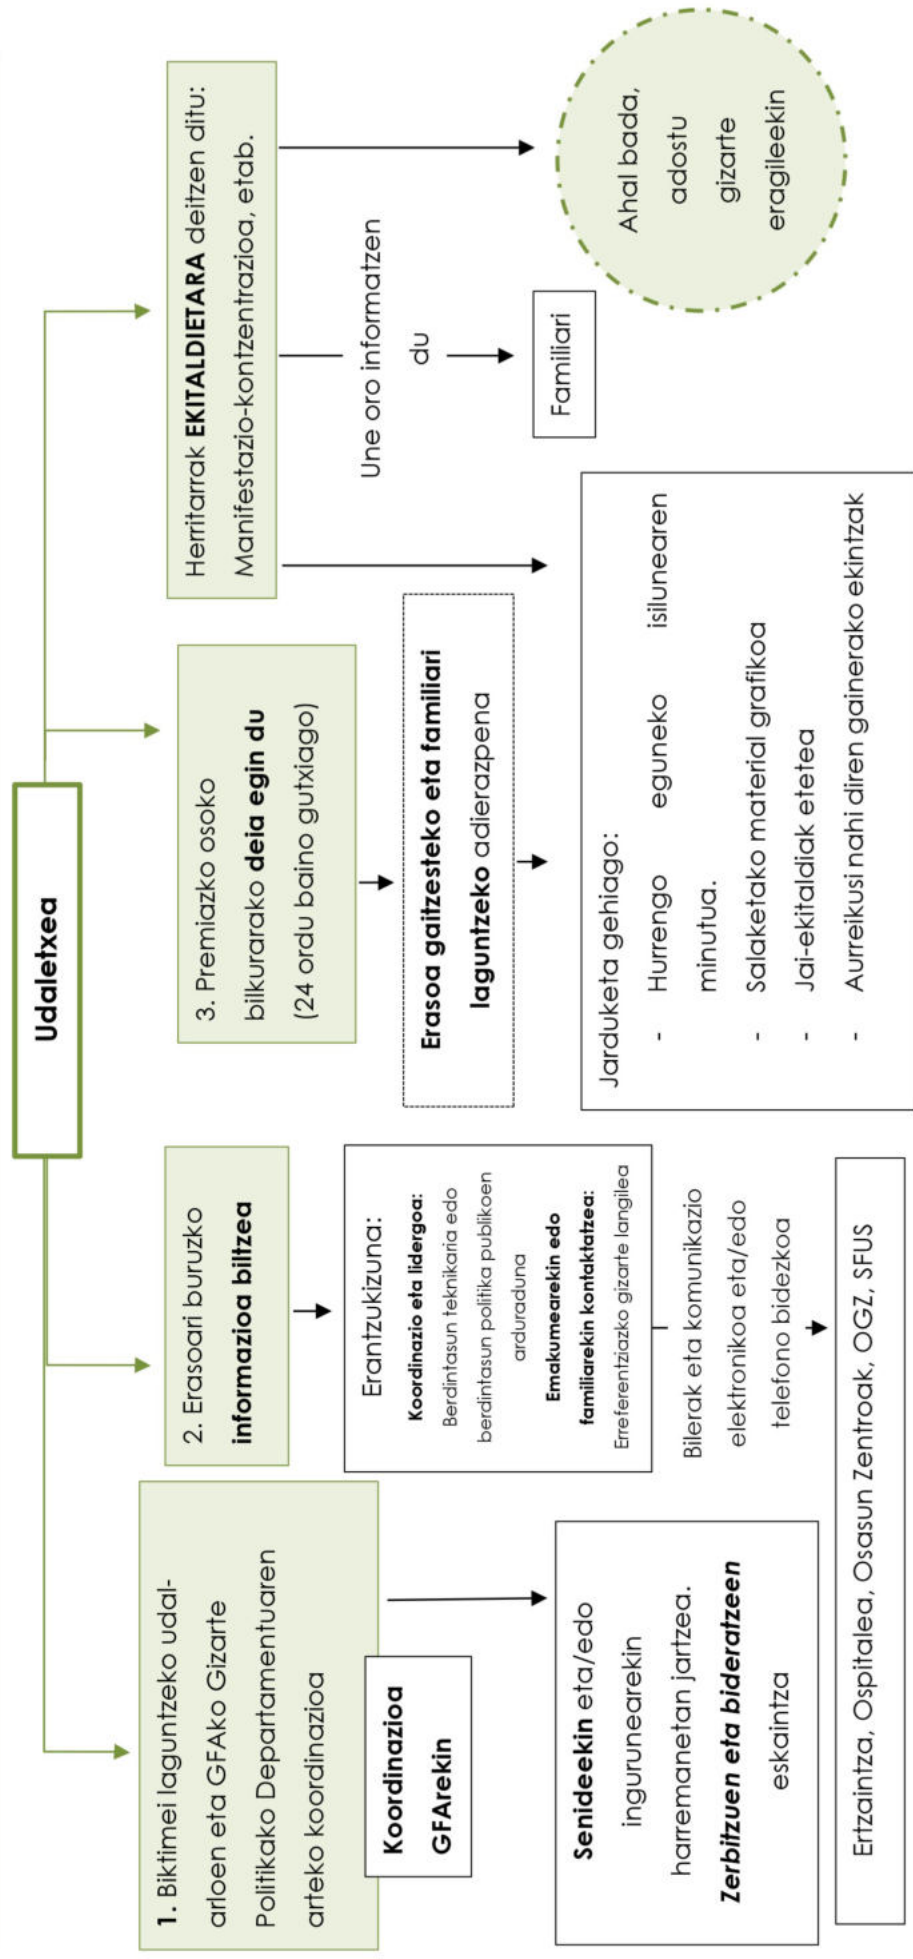 Udaletxea
1. Biktimei laguntzeko udal-
arloen eta GFAko Gizarte
Politikako Departamentuaren
arteko koordinazioa
Koordinazioa
GFArekin
Senideekin eta/edo
ingurunearekin
harremanetan jartzea.
Zerbitzuen eta bideratzeen
eskaintza
2. Erasoari buruzko
informazioa biltzea
Erantzukizuna:
Koordinazio eta lidergoa:
Berdintasun teknikaria edo
berdintasun politika publikoen
arduraduna
Emakumearekin edo
familiarekin kontaktatzea:
Erreferentziazko gizarte langilea
Bilerak eta komunikazio
elektronikoa eta/edo
telefono bidezkoa
Ertzaintza, Ospitalea, Osasun Zentroak, OGZ, SFUS
3. Premiazko osoko
bilkurarako deia egin du
(24 ordu baino gutxiago)
Erasoa gaitzesteko eta familiari
laguntzeko adierazpena
Herritarrak EKITALDIETARA deitzen ditu:
Manifestazio-kontzentrazioa, etab.
Jarduketa gehiago:
- Hurrengo eguneko isilunearen
minutua.
- Salaketako material grafikoa
- Jai-ekitaldiak etetea
- Aurreikusi nahi diren gainerako ekintzak
Une oro informatzen
du
Familiari
Ahal bada,
adostu
gizarte
eragileekin